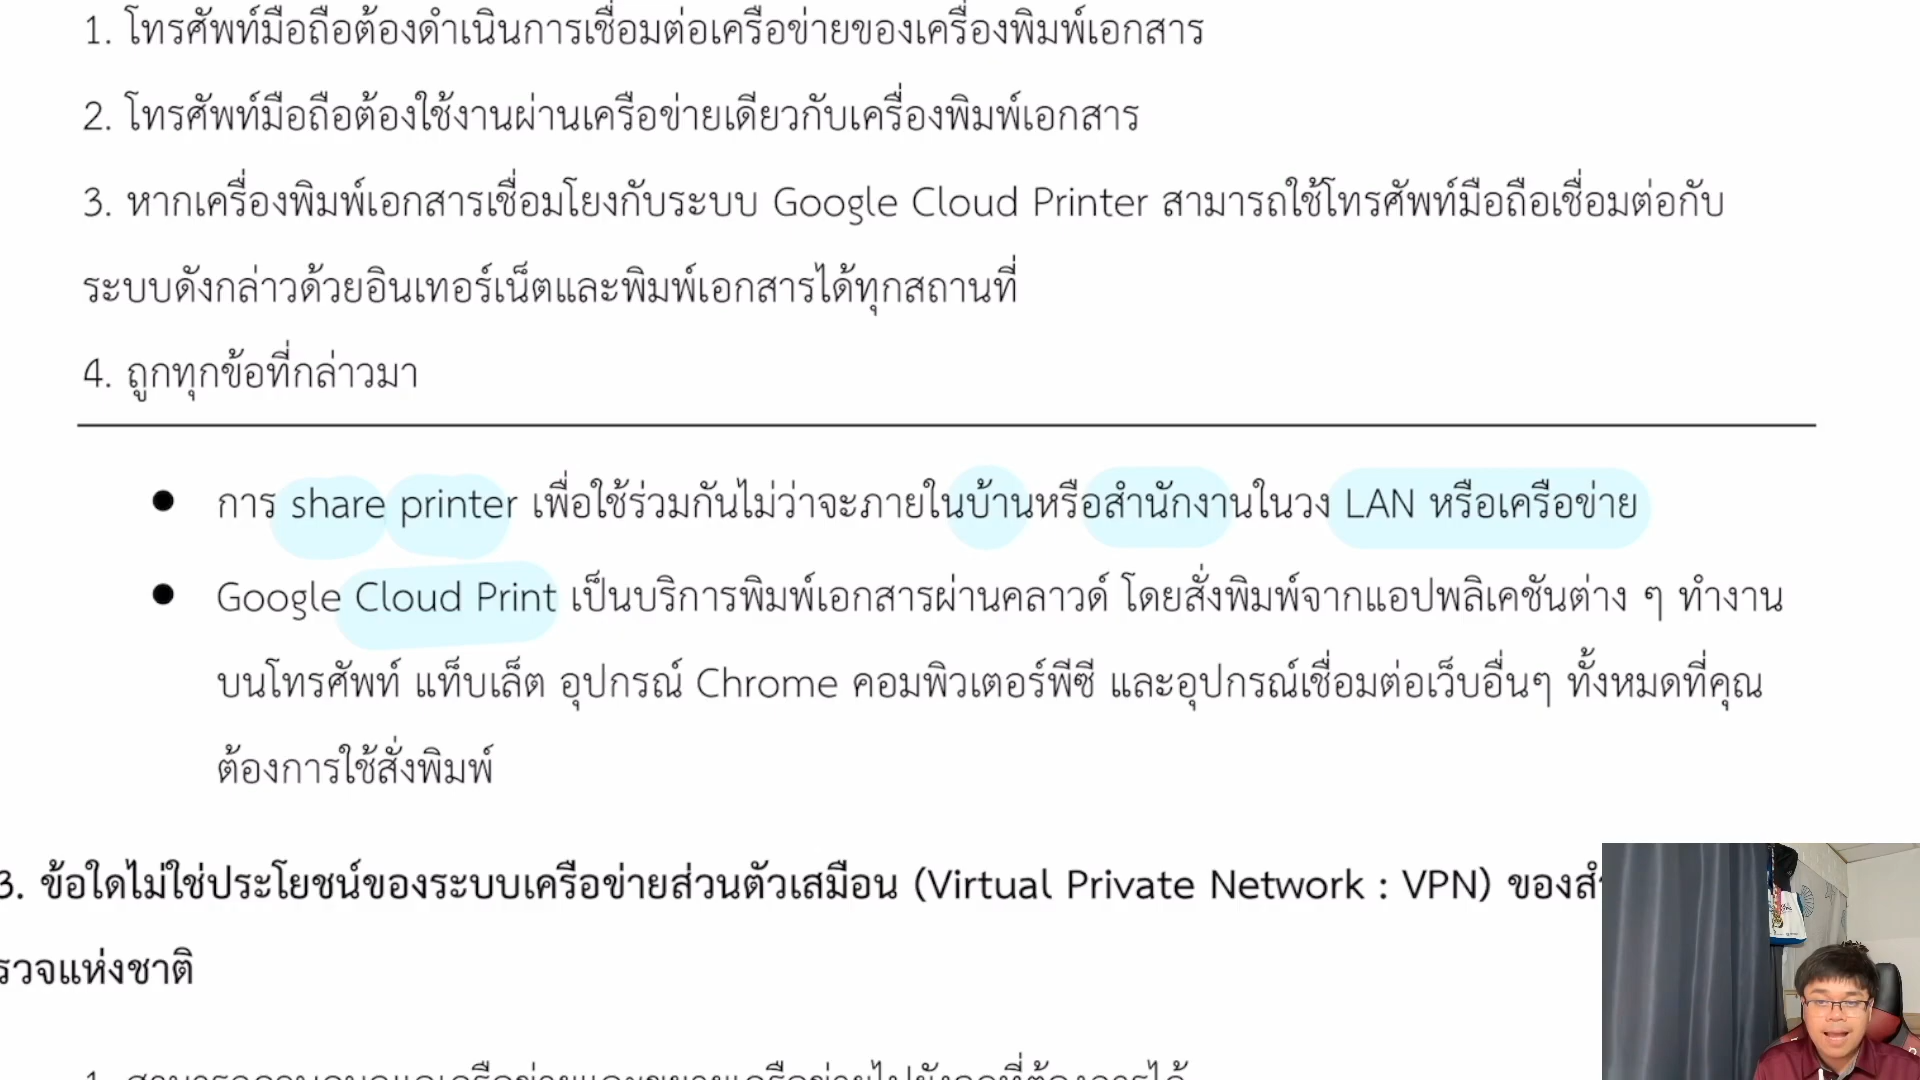 1. โทรศัพท์มือถือต้องดำเนินการเชื่อมต่อเครือข่ายของเครื่องพิมพ์เอกสาร
2. โทรศัพท์มือถือต้องใช้งานผ่านเครือข่ายเดียวกับเครื่องพิมพ์เอกสาร
3. หากเครื่องพิมพ์เอกสารเชื่อมโยงกับระบบ Google Cloud Printer สามารถใช้โทรศัพท์มือถือเชื่อมต่อกับ
ระบบดังกล่าวด้วยอินเทอร์เน็ตและพิมพ์เอกสารได้ทุกสถานที่
4. ถูกทุกข้อที่กล่าวมา
● การ share printer เพื่อใช้ร่วมกันไม่ว่าจะภายในบ้านหรือสำนักงานในวง LAN หรือเครือข่าย
● Google Cloud Print เป็นบริการพิมพ์เอกสารผ่านคลาวด์ โดยสั่งพิมพ์จากแอปพลิเคชันต่าง ๆ ทำงาน
บนโทรศัพท์ แท็บเล็ต อุปกรณ์ Chrome คอมพิวเตอร์พีซี และอุปกรณ์เชื่อมต่อเว็บอื่นๆ ทั้งหมดที่คุณ
ต้องการใช้สั่งพิมพ์
3. ข้อใดไม่ใช่ประโยชน์ของระบบเครือข่ายส่วนตัวเสมือน (Virtual Private Network : VPN) ของสำ
รวจแห่งชาติ